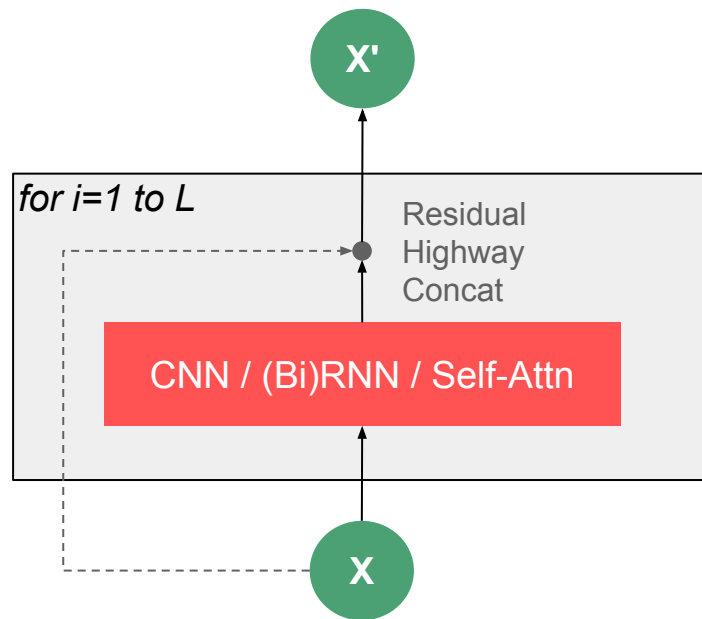 X'
for i=1 to L
Residual
Highway
Concat
CNN / (Bi)RNN / Self-Attn
X